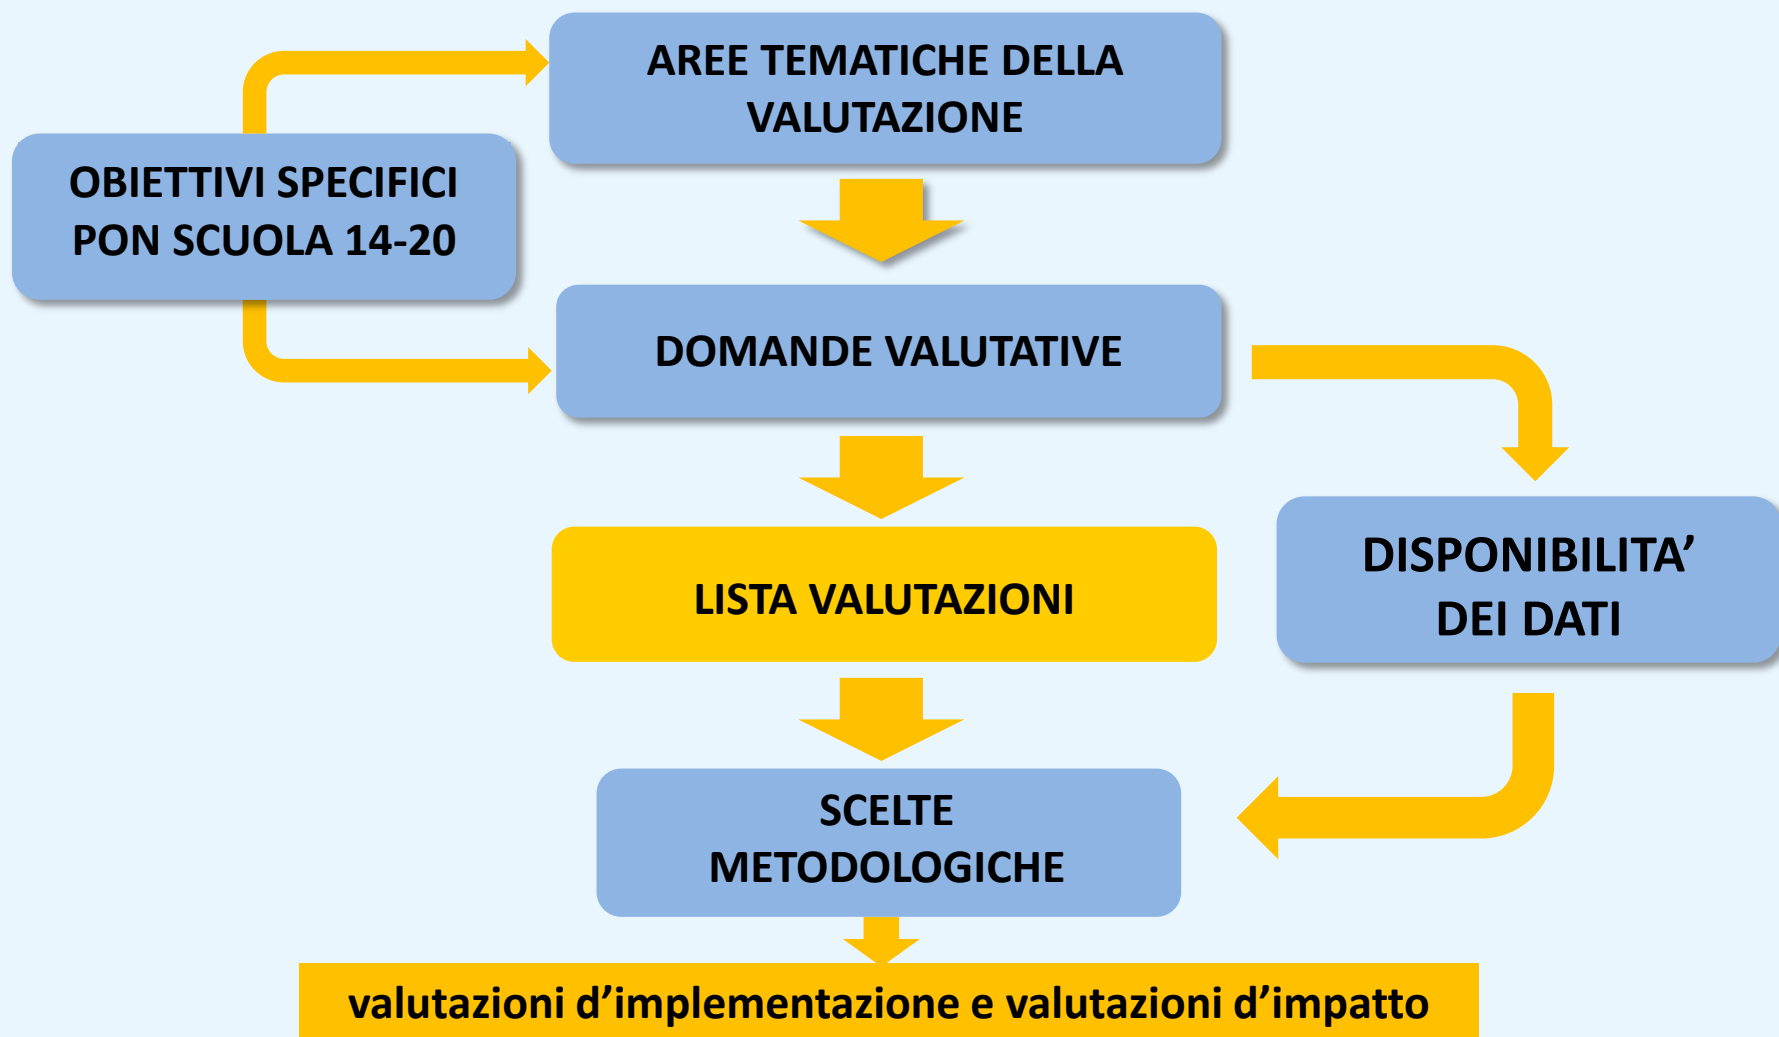 AREE TEMATICHE DELLA
VALUTAZIONE
OBIETTIVI SPECIFICI
PON SCUOLA 14-20
DOMANDE VALUTATIVE
LISTA VALUTAZIONI
DISPONIBILITA’
DEI DATI
SCELTE
METODOLOGICHE
valutazioni d’implementazione e valutazioni d’impatto